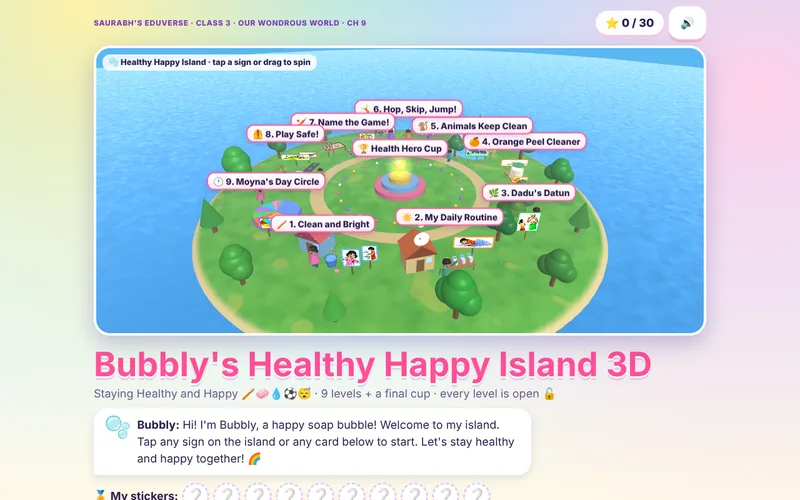 SAURABH'S EDUVERSE · CLASS 3 · OUR WONDROUS WORLD · CH 9
⭐ 0 / 30
🫧 Healthy Happy Island · tap a sign or drag to spin
6. Hop, Skip, Jump!
7. Name the Game!
5. Animals Keep Clean
8. Play Safe!
4. Orange Peel Cleaner
🏆 Health Hero Cup
9. Moyna's Day Circle
3. Dadu's Datun
1. Clean and Bright
2. My Daily Routine
Bubbly's Healthy Happy Island 3D
Staying Healthy and Happy 🪥🧼💧⚽😴 · 9 levels + a final cup · every level is open 🔓
Bubbly: Hi! I'm Bubbly, a happy soap bubble! Welcome to my island.
Tap any sign on the island or any card below to start. Let's stay healthy
and happy together! 🌈
🏅 My stickers: ? ? ? ? ? ? ? ? ? ?